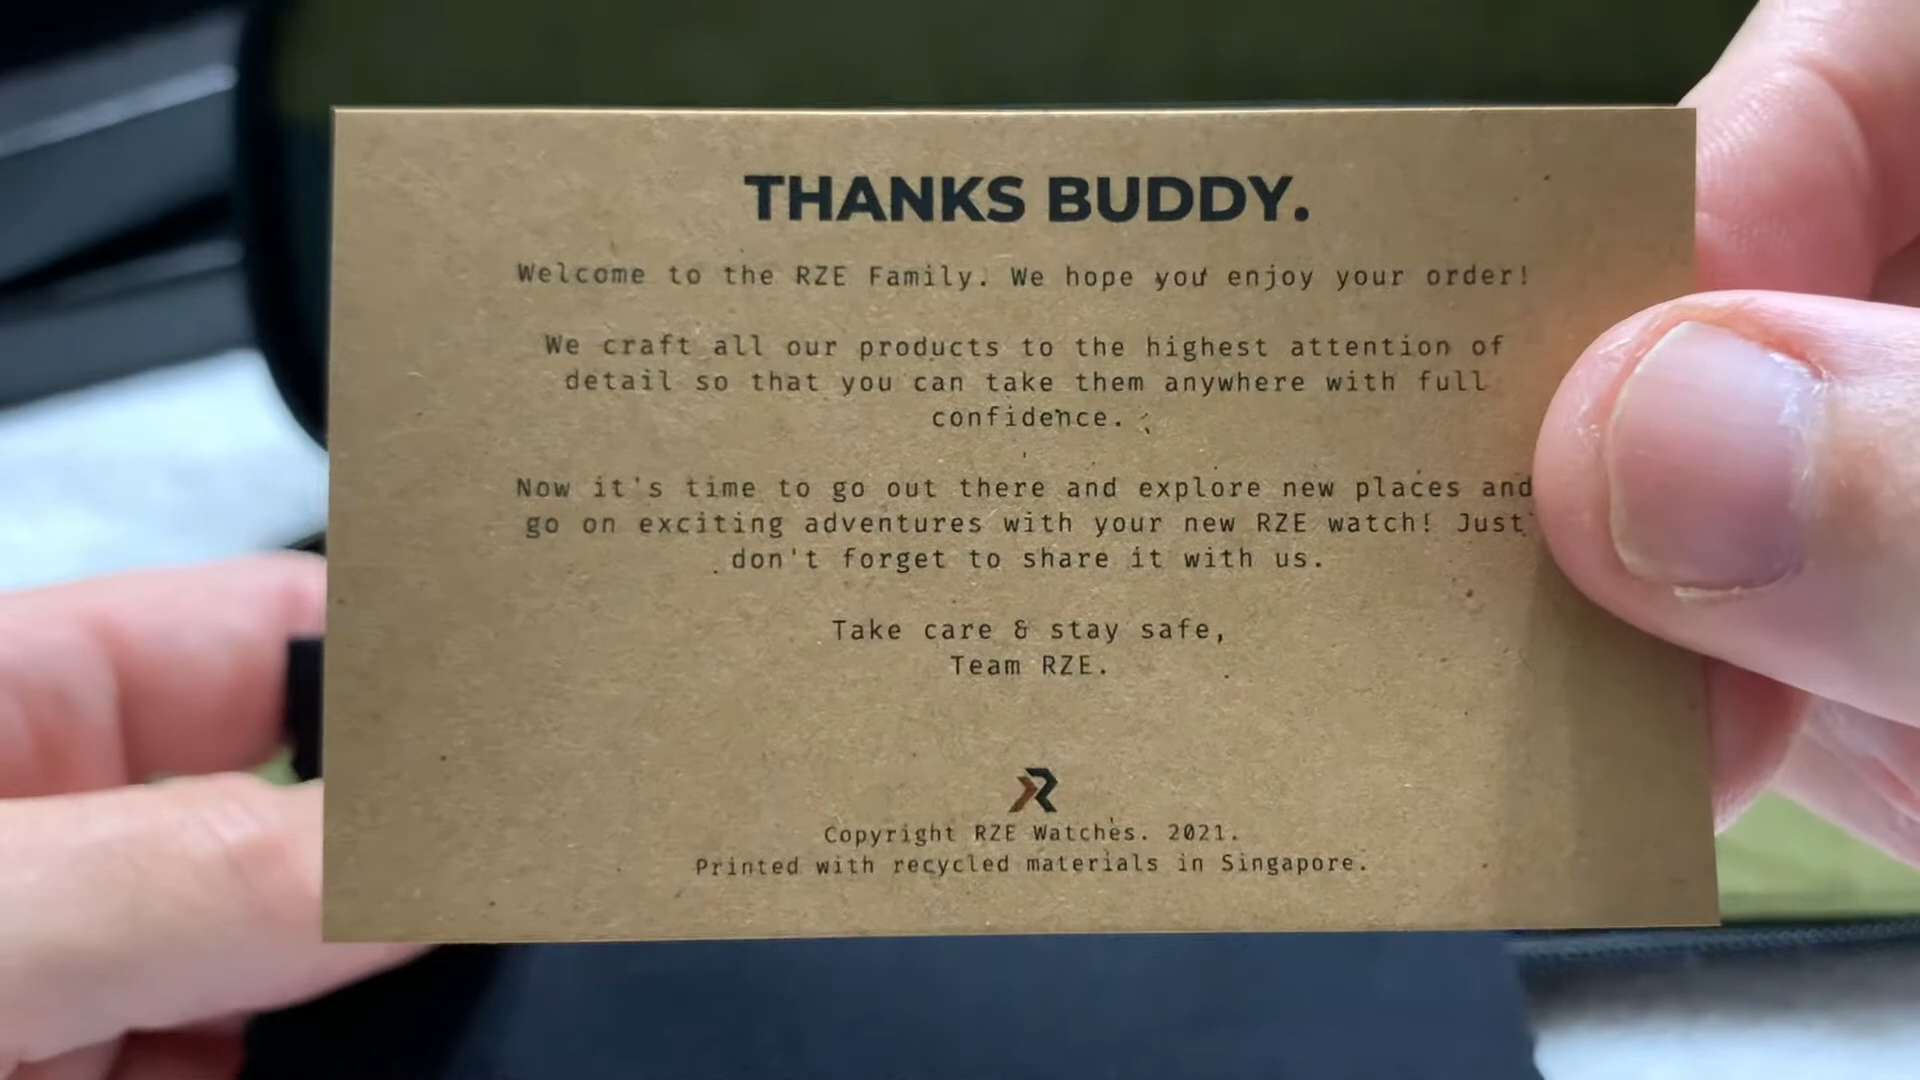 THANKS BUDDY.
Welcome to the RZE Family. We hope you enjoy your order!
We craft all our products to the highest attention of
detail so that you can take them anywhere with full
confidence.
Now it's time to go out there and explore new places and
go on exciting adventures with your new RZE watch! Just
don't forget to share it with us.
Take care & stay safe,
Team RZE.
Copyright RZE Watches. 2021.
Printed with recycled materials in Singapore.